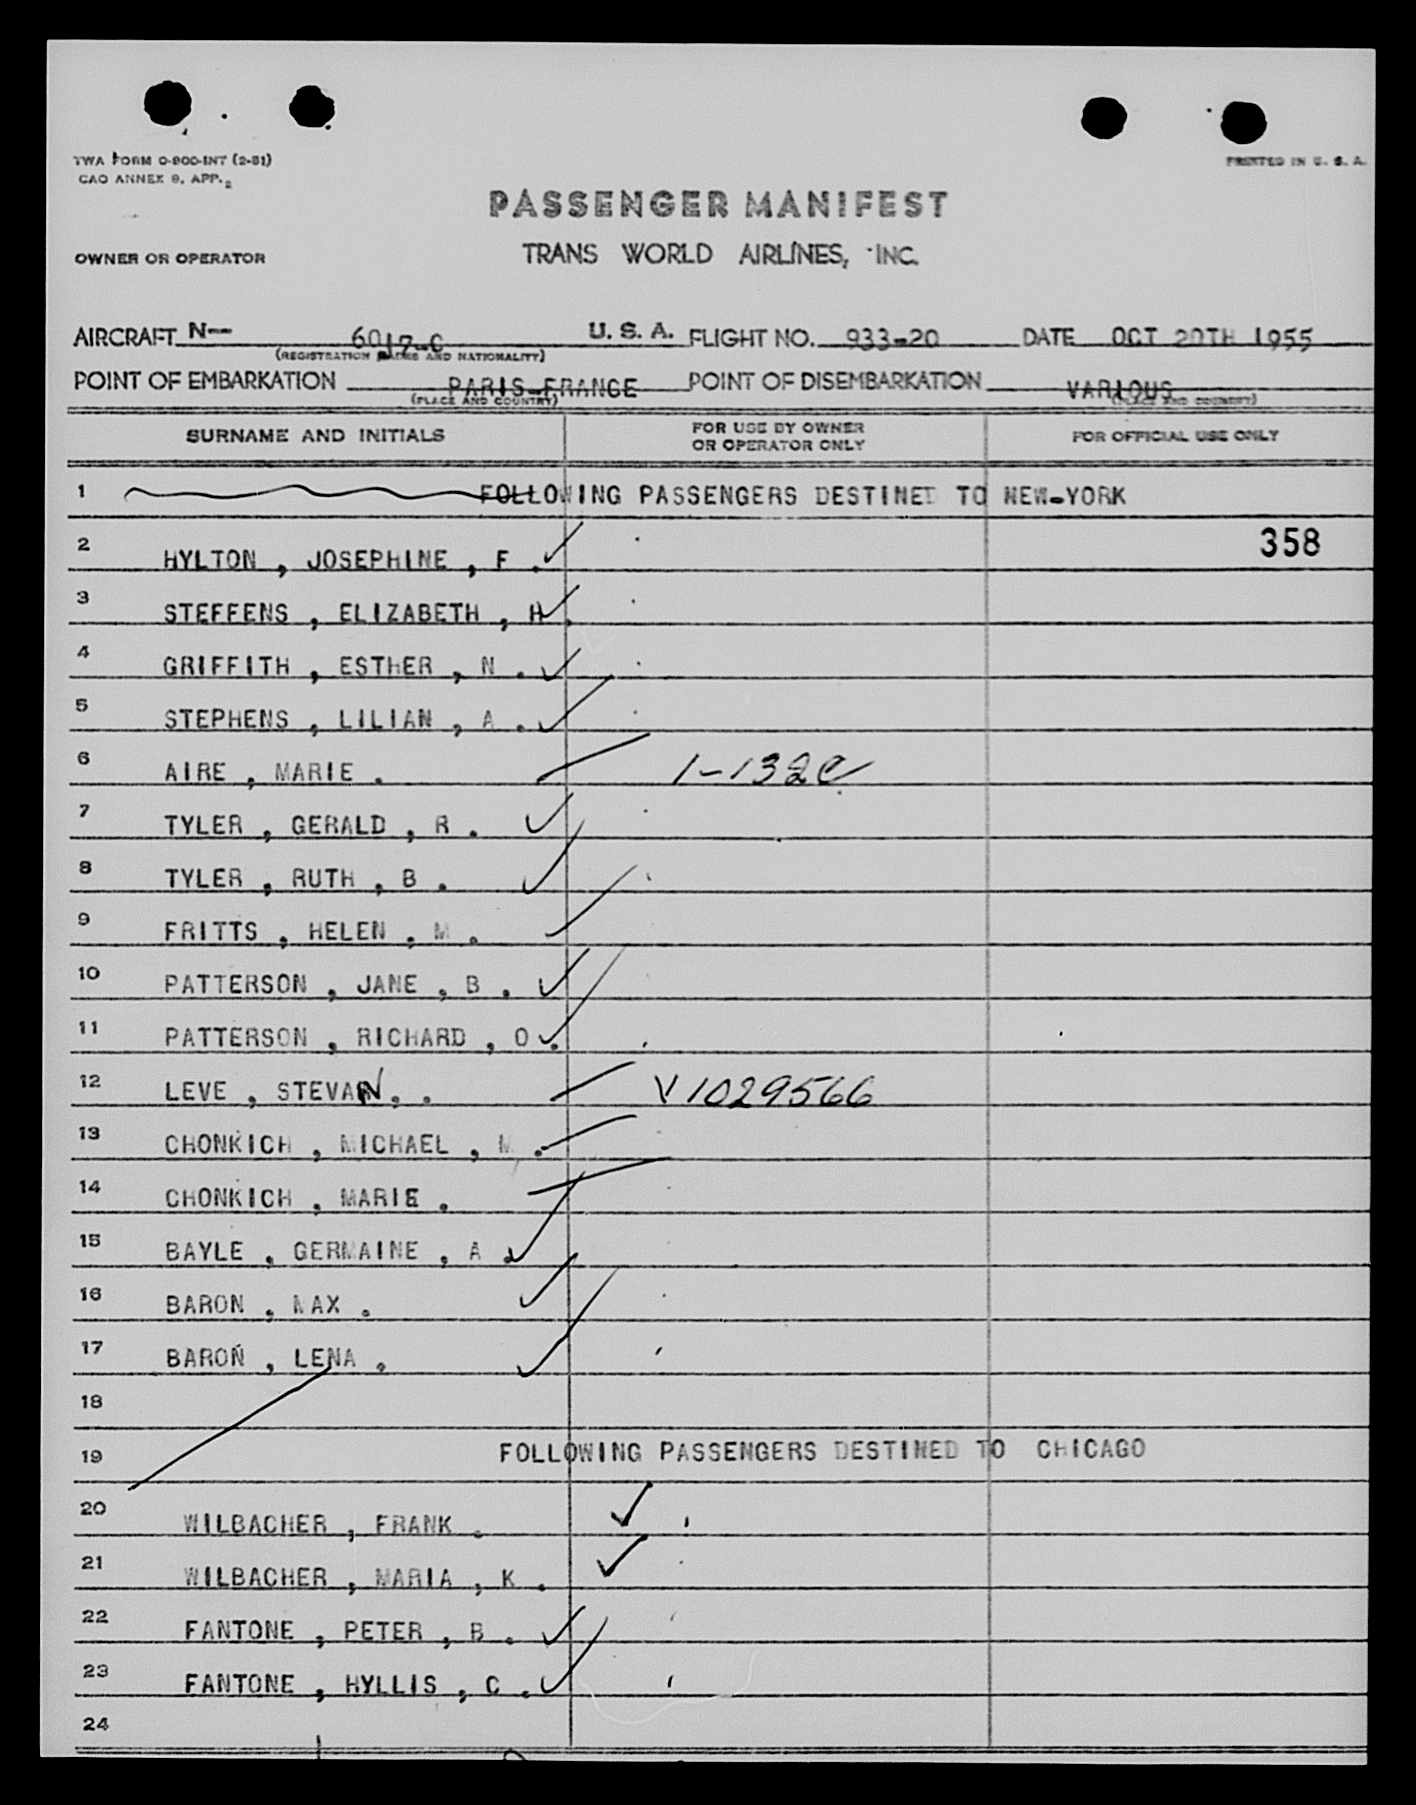 TWA FORM O-900-INT (2-51)
PRINTED IN U. S. A.
CAO ANNEX 9, APP. 2
PASSENGER MANIFEST
OWNER OR OPERATOR
TRANS WORLD AIRLINES, INC.
AIRCRAFT N-- 6017-C U. S. A. FLIGHT NO. 933-20 DATE OCT 20TH 1955
(REGISTRATION MARKS AND NATIONALITY)
POINT OF EMBARKATION PARIS-FRANCE POINT OF DISEMBARKATION VARIOUS
(PLACE AND COUNTRY) (PLACE AND COUNTRY)
SURNAME AND INITIALS FOR USE BY OWNER OR OPERATOR ONLY FOR OFFICIAL USE ONLY
1 FOLLOWING PASSENGERS DESTINED TO NEW-YORK
2 HYLTON , JOSEPHINE , F . 358
3 STEFFENS , ELIZABETH , H .
4 GRIFFITH , ESTHER , N .
5 STEPHENS , LILIAN , A .
6 AIRE , MARIE . 1-132C
7 TYLER , GERALD , R .
8 TYLER , RUTH , B .
9 FRITTS , HELEN , M .
10 PATTERSON , JANE , B .
11 PATTERSON , RICHARD , O .
12 LEVE , STEVAN . . V1029566
13 CHONKICH , MICHAEL , M .
14 CHONKICH , MARIE .
15 BAYLE , GERMAINE , A .
16 BARON , MAX .
17 BARON , LENA .
18
19 FOLLOWING PASSENGERS DESTINED TO CHICAGO
20 WILBACHER , FRANK .
21 WILBACHER , MARIA , K .
22 FANTONE , PETER , B .
23 FANTONE , HYLLIS , C .
24